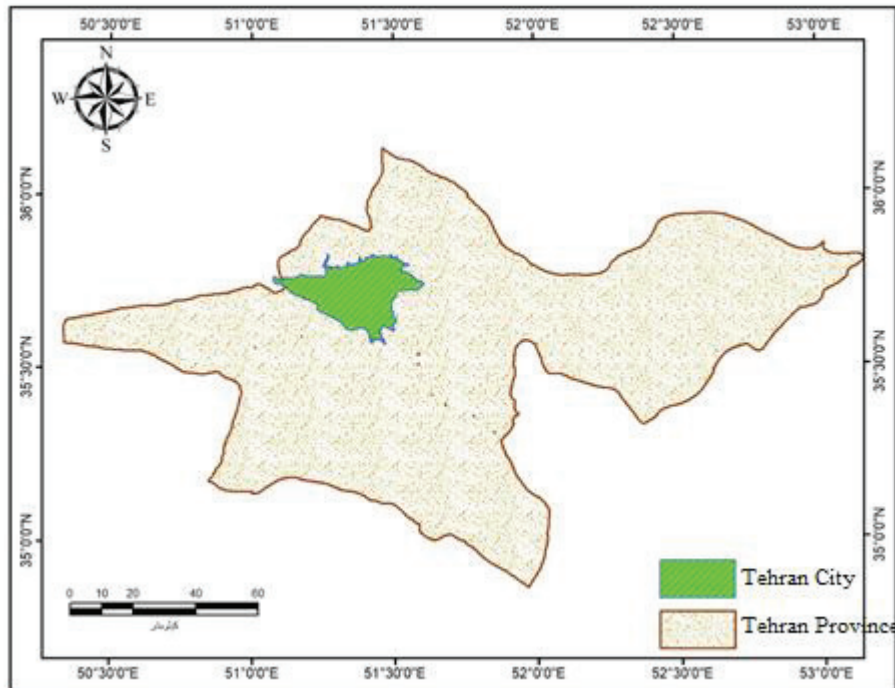 50°30'0"E 51°0'0"E 51°30'0"E 52°0'0"E 52°30'0"E 53°0'0"E
N
W E
S
36°0'0"N 36°0'0"N
35°30'0"N 35°30'0"N
35°0'0"N 35°0'0"N
Tehran City
0 10 20 40 60
کیلومتر
Tehran Province
50°30'0"E 51°0'0"E 51°30'0"E 52°0'0"E 52°30'0"E 53°0'0"E